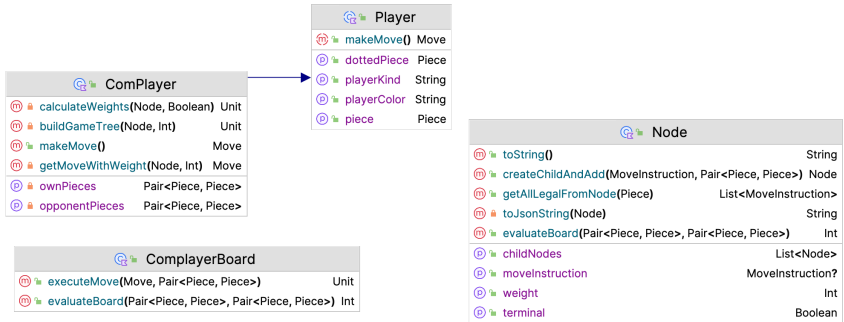 Player
makeMove() Move
dottedPiece Piece
playerKind String
playerColor String
piece Piece
ComPlayer
calculateWeights(Node, Boolean) Unit
buildGameTree(Node, Int) Unit
makeMove() Move
getMoveWithWeight(Node, Int) Move
ownPieces Pair<Piece, Piece>
opponentPieces Pair<Piece, Piece>
Node
toString() String
createChildAndAdd(MoveInstruction, Pair<Piece, Piece>) Node
getAllLegalFromNode(Piece) List<MoveInstruction>
toJsonString(Node) String
evaluateBoard(Pair<Piece, Piece>, Pair<Piece, Piece>) Int
childNodes List<Node>
moveInstruction MoveInstruction?
weight Int
terminal Boolean
ComplayerBoard
executeMove(Move, Pair<Piece, Piece>) Unit
evaluateBoard(Pair<Piece, Piece>, Pair<Piece, Piece>) Int